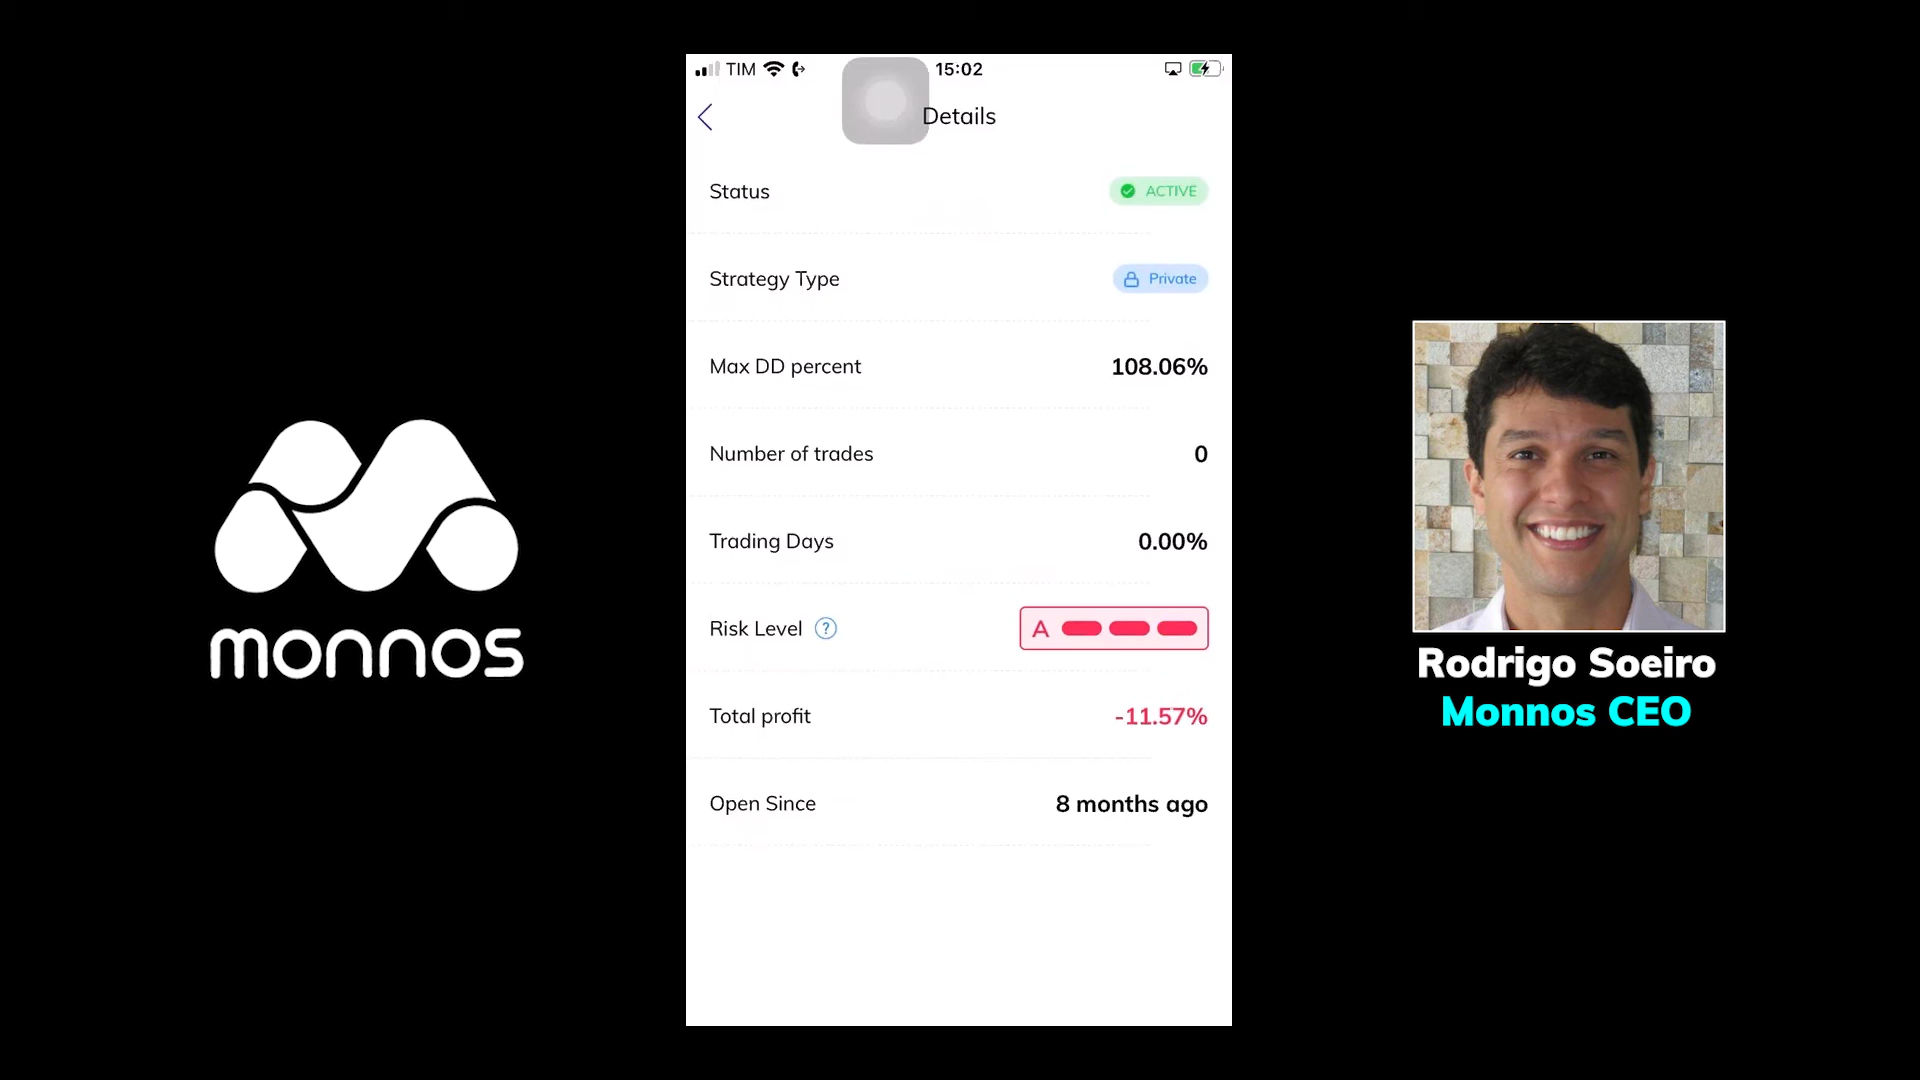 TIM
15:02
Details
Status
ACTIVE
Strategy Type
Private
Max DD percent
108.06%
Number of trades
0
Trading Days
0.00%
Risk Level ?
A
Total profit
-11.57%
Open Since
8 months ago
monnos
Rodrigo Soeiro
Monnos CEO